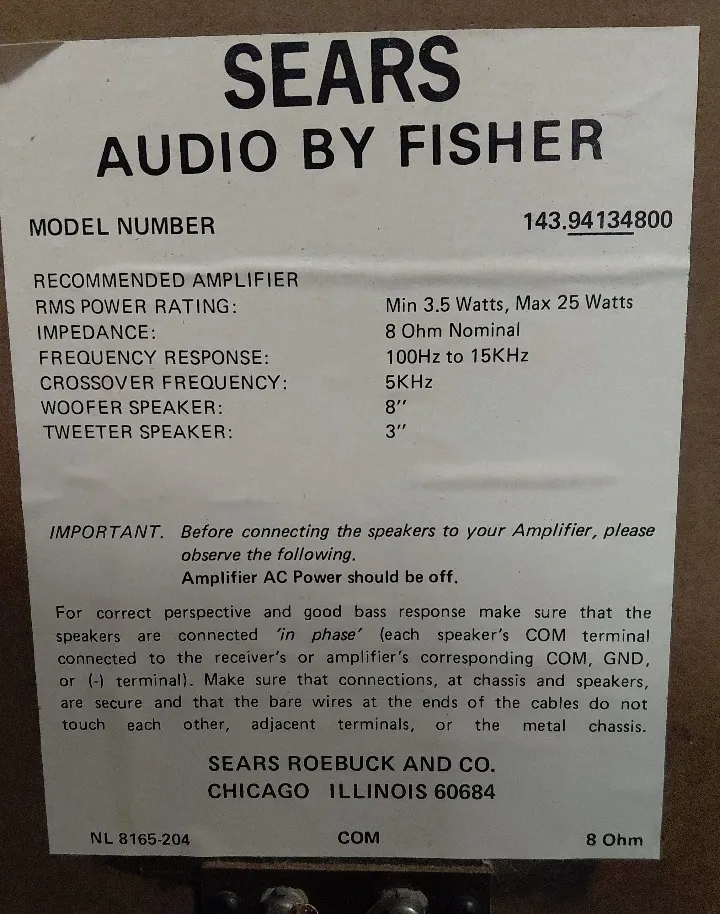 SEARS
AUDIO BY FISHER
MODEL NUMBER 143.94134800
RECOMMENDED AMPLIFIER
RMS POWER RATING: Min 3.5 Watts, Max 25 Watts
IMPEDANCE: 8 Ohm Nominal
FREQUENCY RESPONSE: 100Hz to 15KHz
CROSSOVER FREQUENCY: 5KHz
WOOFER SPEAKER: 8’’
TWEETER SPEAKER: 3’’
IMPORTANT. Before connecting the speakers to your Amplifier, please
observe the following.
Amplifier AC Power should be off.
For correct perspective and good bass response make sure that the
speakers are connected ‘in phase’ (each speaker’s COM terminal
connected to the receiver’s or amplifier’s corresponding COM, GND,
or (-) terminal). Make sure that connections, at chassis and speakers,
are secure and that the bare wires at the ends of the cables do not
touch each other, adjacent terminals, or the metal chassis.
SEARS ROEBUCK AND CO.
CHICAGO ILLINOIS 60684
NL 8165-204 COM 8 Ohm